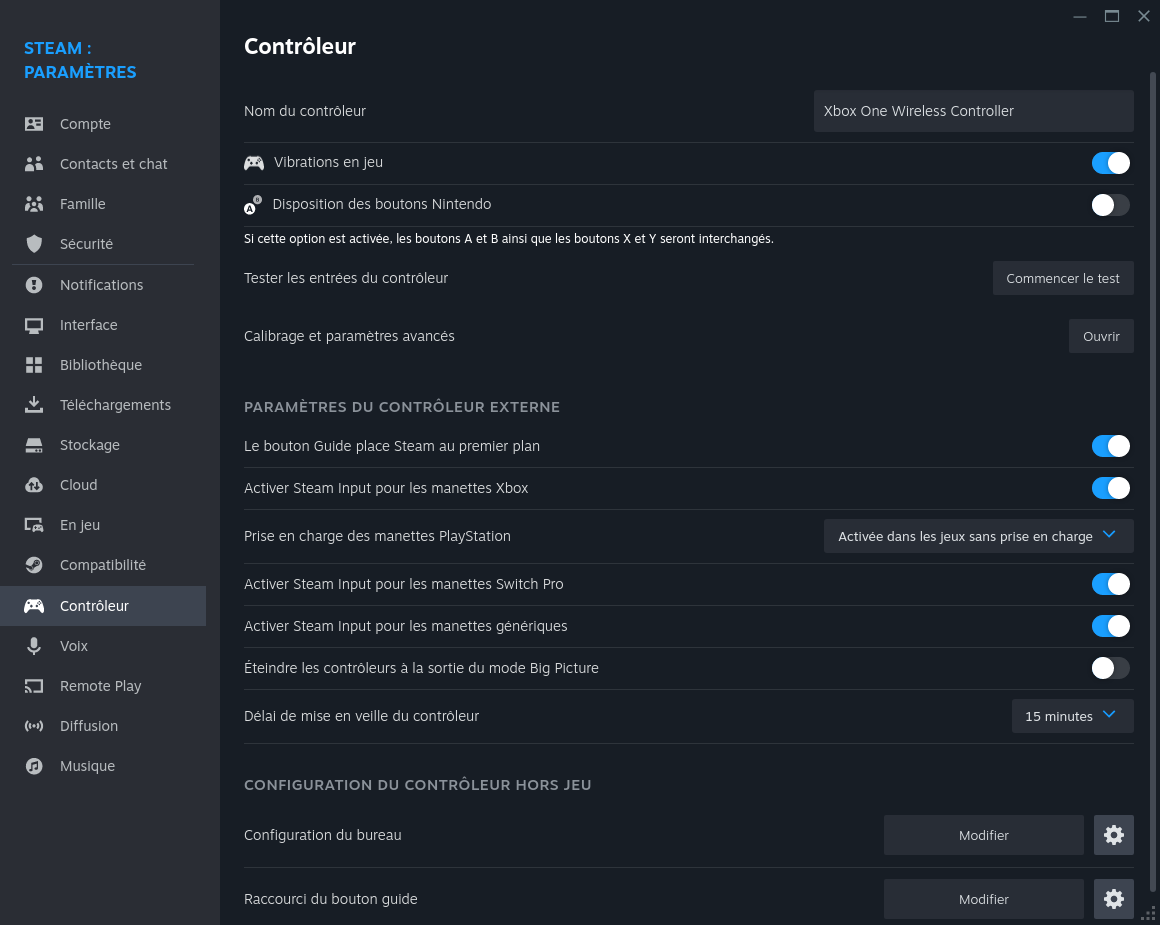 STEAM :
PARAMÈTRES
Compte
Contacts et chat
Famille
Sécurité
Notifications
Interface
Bibliothèque
Téléchargements
Stockage
Cloud
En jeu
Compatibilité
Contrôleur
Voix
Remote Play
Diffusion
Musique
Contrôleur
Nom du contrôleur
Xbox One Wireless Controller
Vibrations en jeu
A B
Disposition des boutons Nintendo
Si cette option est activée, les boutons A et B ainsi que les boutons X et Y seront interchangés.
Tester les entrées du contrôleur
Commencer le test
Calibrage et paramètres avancés
Ouvrir
PARAMÈTRES DU CONTRÔLEUR EXTERNE
Le bouton Guide place Steam au premier plan
Activer Steam Input pour les manettes Xbox
Prise en charge des manettes PlayStation
Activée dans les jeux sans prise en charge
Activer Steam Input pour les manettes Switch Pro
Activer Steam Input pour les manettes génériques
Éteindre les contrôleurs à la sortie du mode Big Picture
Délai de mise en veille du contrôleur
15 minutes
CONFIGURATION DU CONTRÔLEUR HORS JEU
Configuration du bureau
Modifier
Raccourci du bouton guide
Modifier